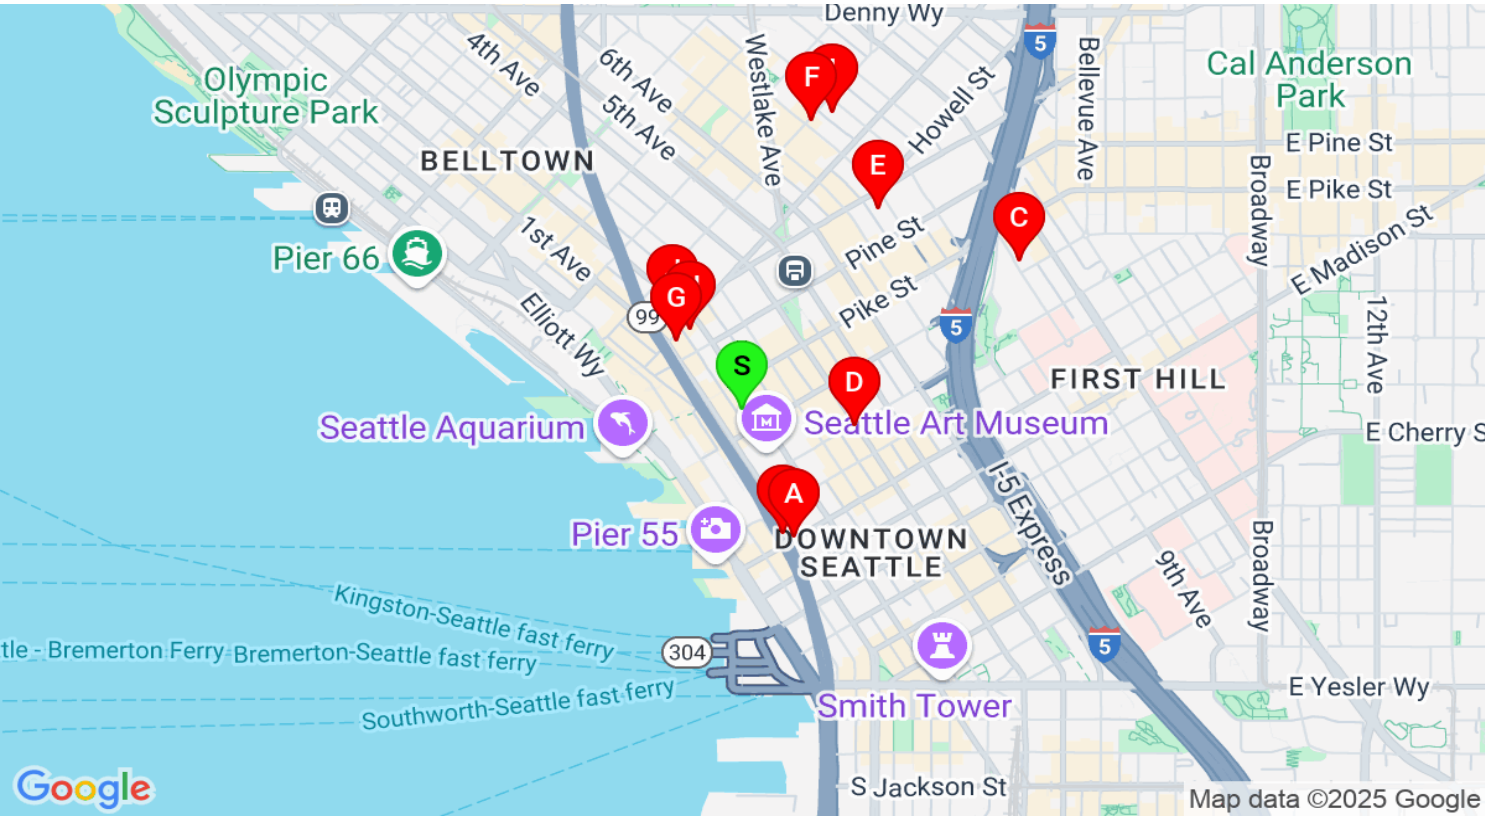 Denny Wy
4th Ave
6th Ave
5th Ave
Westlake Ave
Howell St
5
Bellevue Ave
Cal Anderson
Park
Olympic
Sculpture Park
F
E Pine St
BELLTOWN
E
Broadway
E Pike St
C
1st Ave
Pine St
E Madison St
Pier 66
Pike St
G
99
Elliott Wy
5
12th Ave
S
D
FIRST HILL
Seattle Aquarium
Seattle Art Museum
E Cherry S
A
I-5 Express
Pier 55
DOWNTOWN
SEATTLE
Broadway
9th Ave
Kingston-Seattle fast ferry
tle - Bremerton Ferry
Bremerton-Seattle fast ferry
304
5
Southworth-Seattle fast ferry
E Yesler Wy
Smith Tower
S Jackson St
Google
Map data ©2025 Google